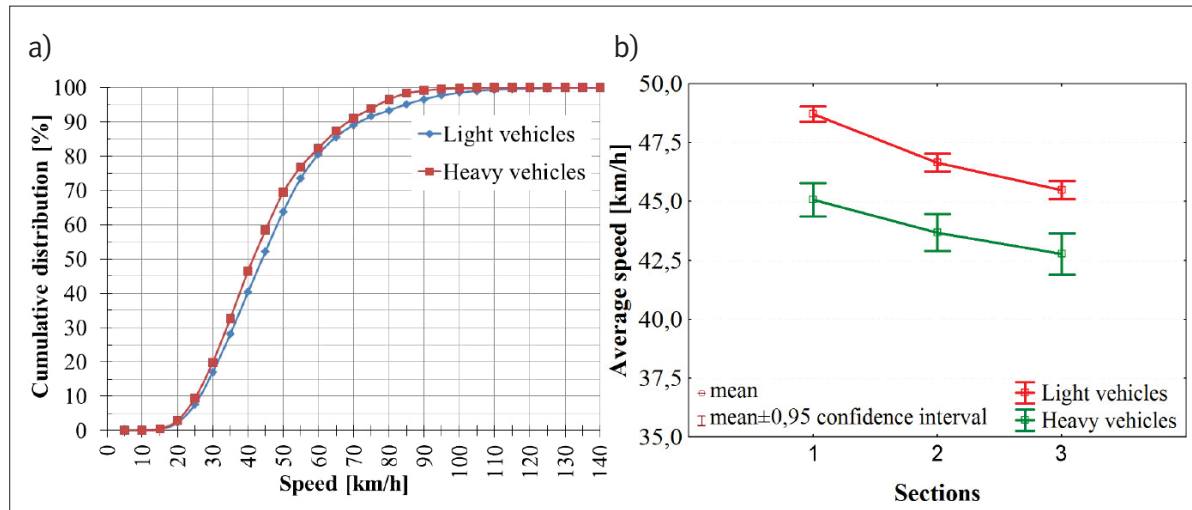 a)
Cumulative distribution [%]
100
90
80
70
60
50
40
30
20
10
0
Light vehicles
Heavy vehicles
0 10 20 30 40 50 60 70 80 90 100 110 120 130 140
Speed [km/h]
b)
Average speed [km/h]
50,0
47,5
45,0
42,5
40,0
37,5
35,0
mean
mean±0,95 confidence interval
Light vehicles
Heavy vehicles
1 2 3
Sections